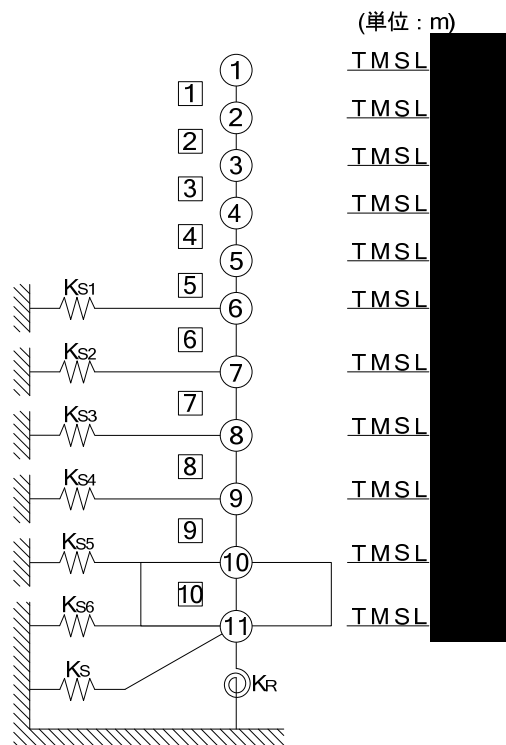 (単位 : m)
1 TMSL
1
2 TMSL
2
3 TMSL
3
4 TMSL
4
5 TMSL
5
KS1 6 TMSL
6
KS2 7 TMSL
7
KS3 8 TMSL
8
KS4 9 TMSL
9
KS5 10 TMSL
10
KS6 11 TMSL
KS KR